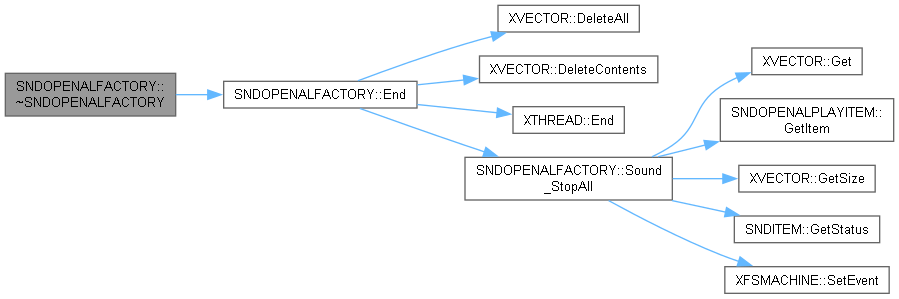 SNDOPENALFACTORY::
~SNDOPENALFACTORY
SNDOPENALFACTORY::End
XVECTOR::DeleteAll
XVECTOR::DeleteContents
XTHREAD::End
SNDOPENALFACTORY::Sound
_StopAll
XVECTOR::Get
SNDOPENALPLAYITEM::
GetItem
XVECTOR::GetSize
SNDITEM::GetStatus
XFSMACHINE::SetEvent